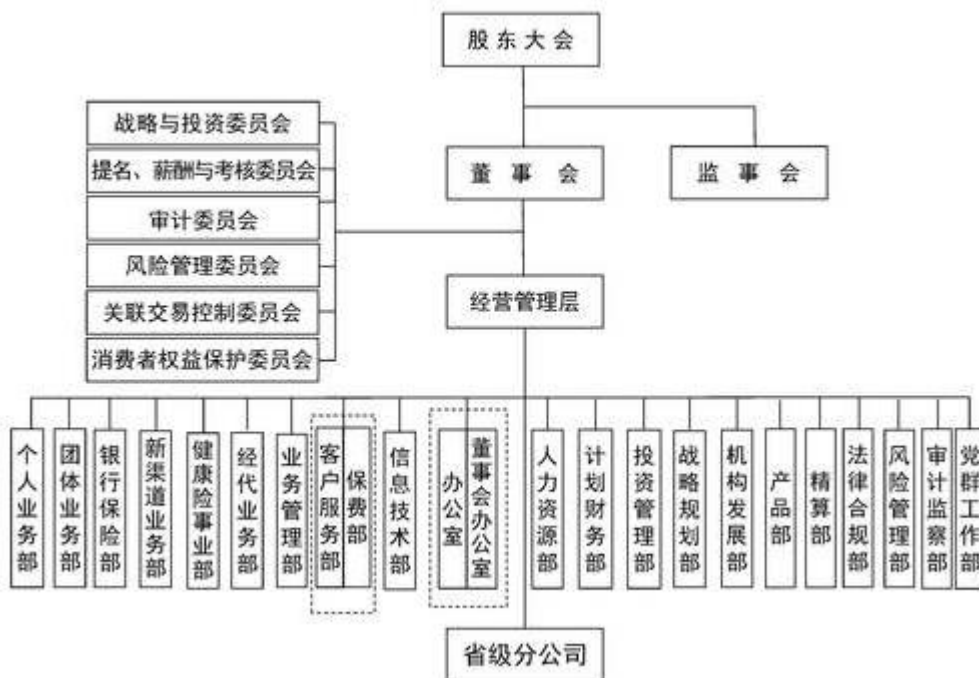 股东大会
战略与投资委员会
提名、薪酬与考核委员会
审计委员会
风险管理委员会
关联交易控制委员会
消费者权益保护委员会
董事会
监事会
经营管理层
个人业务部
团体业务部
银行保险部
新渠道业务部
健康险事业部
经代业务部
业务管理部
客户服务部
保费部
信息技术部
办公室
董事会办公室
人力资源部
计划财务部
投资管理部
战略规划部
机构发展部
产品部
精算部
法律合规部
风险管理部
审计监察部
党群工作部
省级分公司